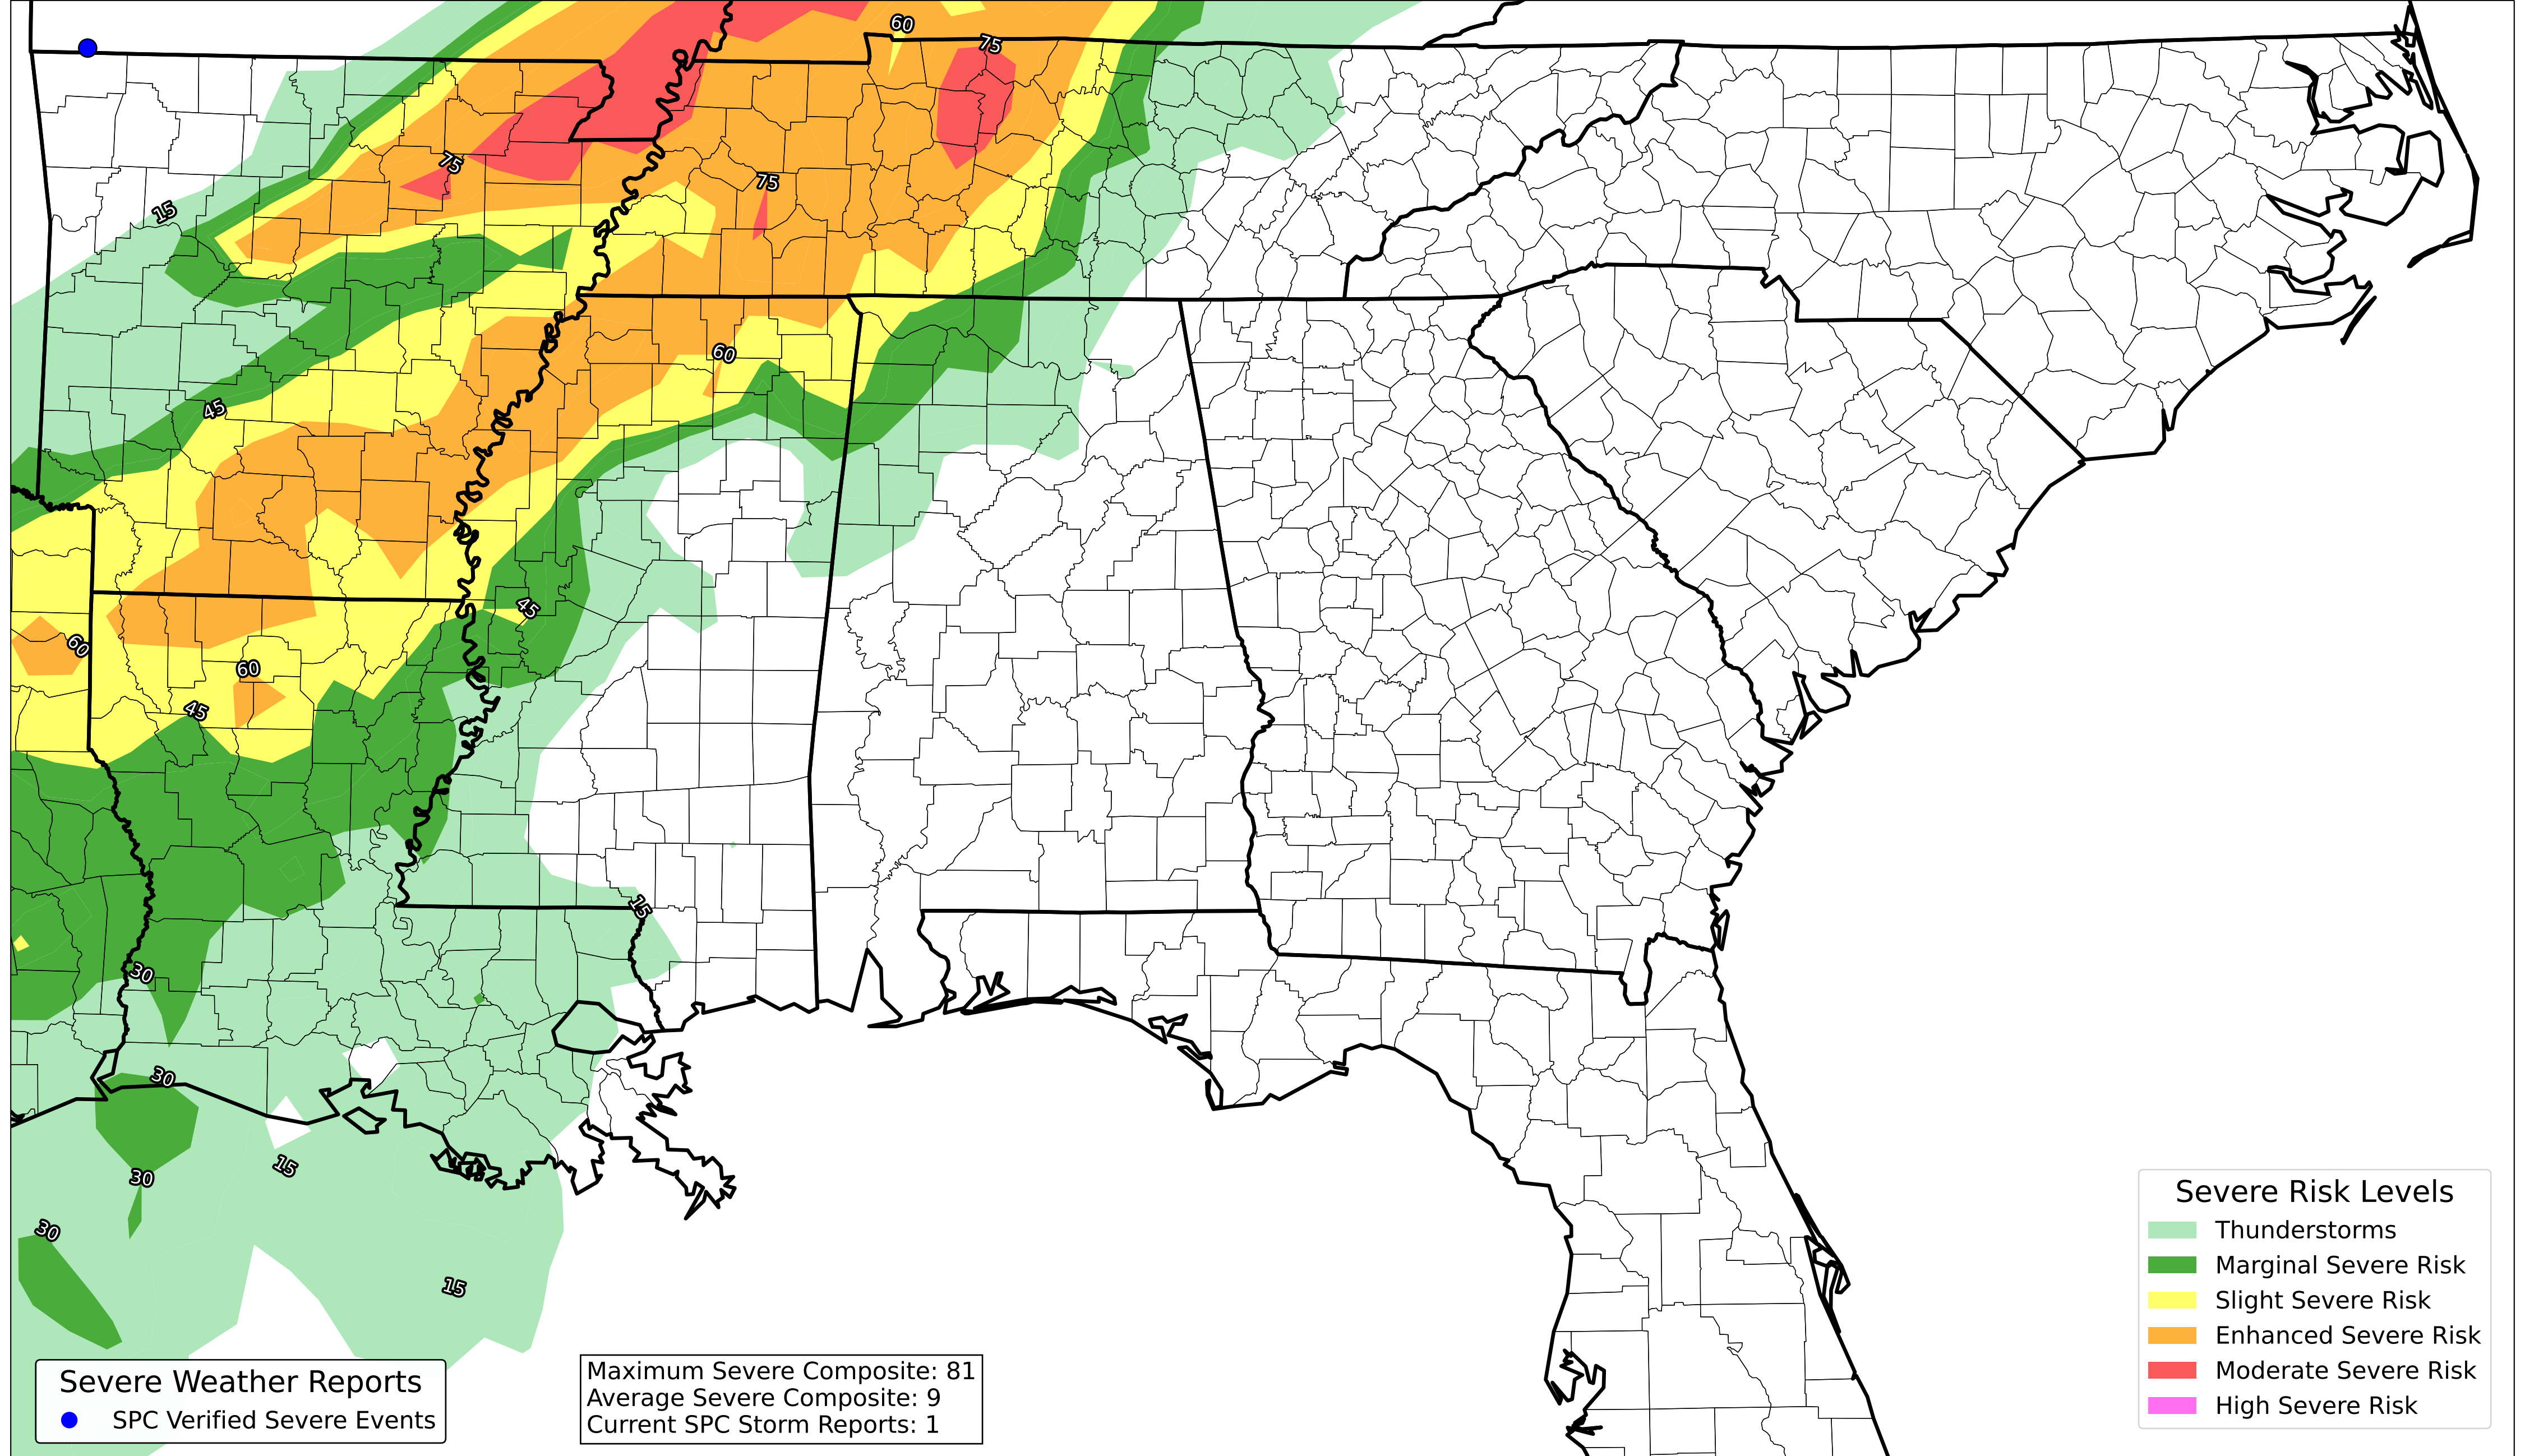 60
75
75
75
15
60
45
45
60
60
45
15
30
30
15
30
30
15
Severe Risk Levels
Thunderstorms
Marginal Severe Risk
Slight Severe Risk
Enhanced Severe Risk
Moderate Severe Risk
High Severe Risk
Severe Weather Reports
SPC Verified Severe Events
Maximum Severe Composite: 81
Average Severe Composite: 9
Current SPC Storm Reports: 1